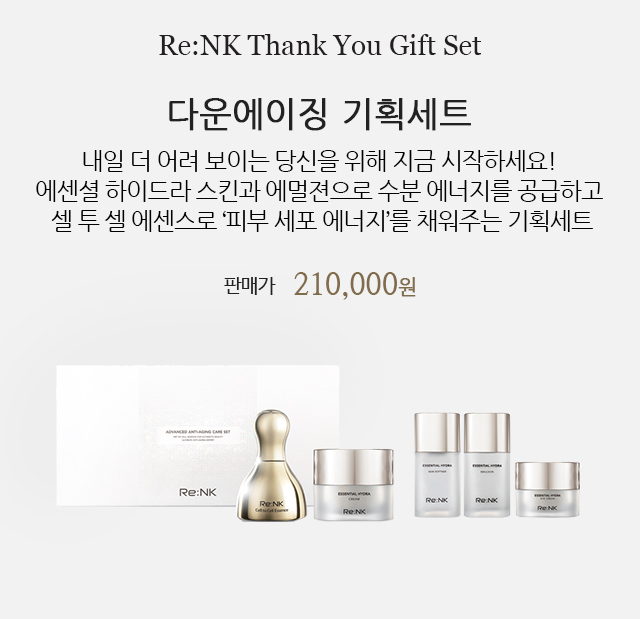 Re:NK Thank You Gift Set
다운에이징 기획세트
내일 더 어려 보이는 당신을 위해 지금 시작하세요!
에센셜 하이드라 스킨과 에멀젼으로 수분 에너지를 공급하고
셀 투 셀 에센스로 ‘피부 세포 에너지’를 채워주는 기획세트
판매가 210,000원
ADVANCED ANTI-AGING CARE SET
Re:NK
Re:NK
Cell to Cell Essence
ESSENTIAL HYDRA
CREAM
Re:NK
ESSENTIAL HYDRA
SKIN SOFTENER
Re:NK
ESSENTIAL HYDRA
EMULSION
Re:NK
ESSENTIAL HYDRA
Re:NK